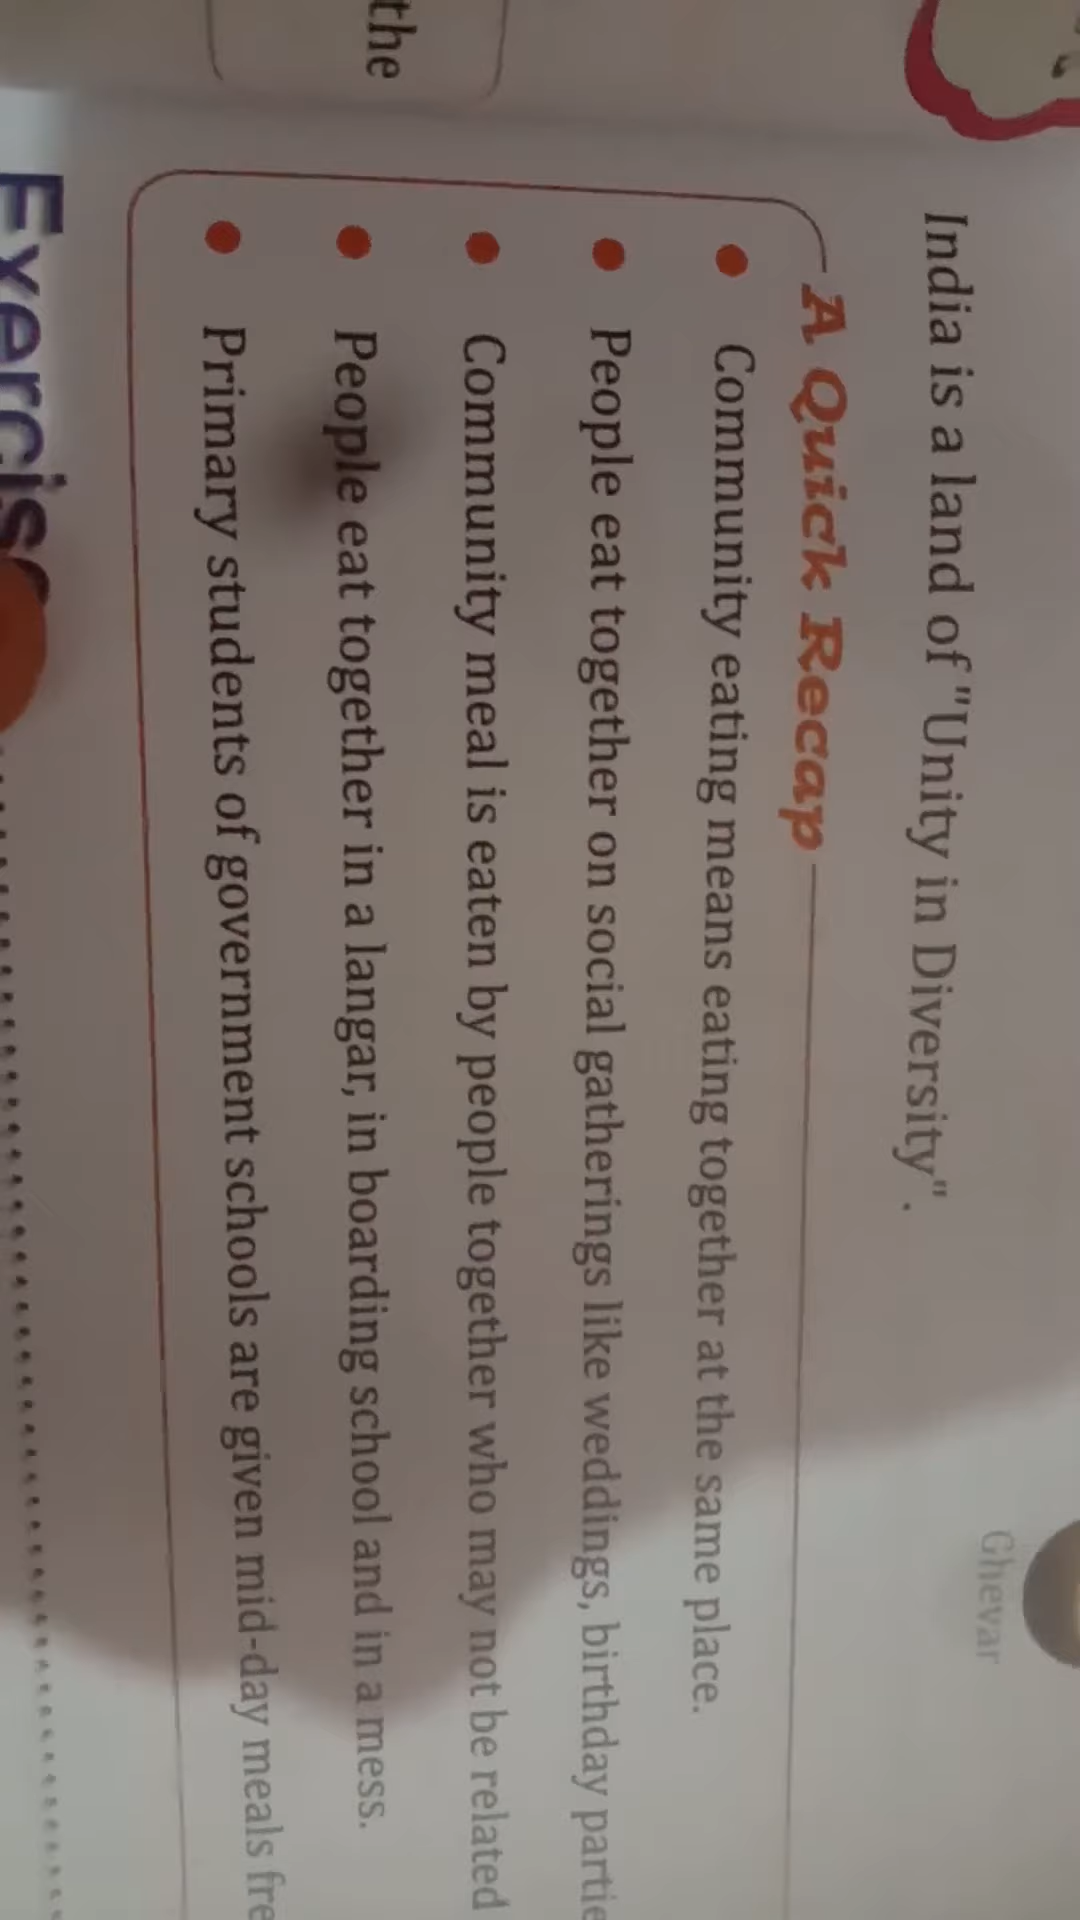 the
Ghevar
India is a land of "Unity in Diversity".
A Quick Recap
Community eating means eating together at the same place.
People eat together on social gatherings like weddings, birthday partie
Community meal is eaten by people together who may not be related
People eat together in a langar, in boarding school and in a mess.
Primary students of government schools are given mid-day meals fre
Exercise